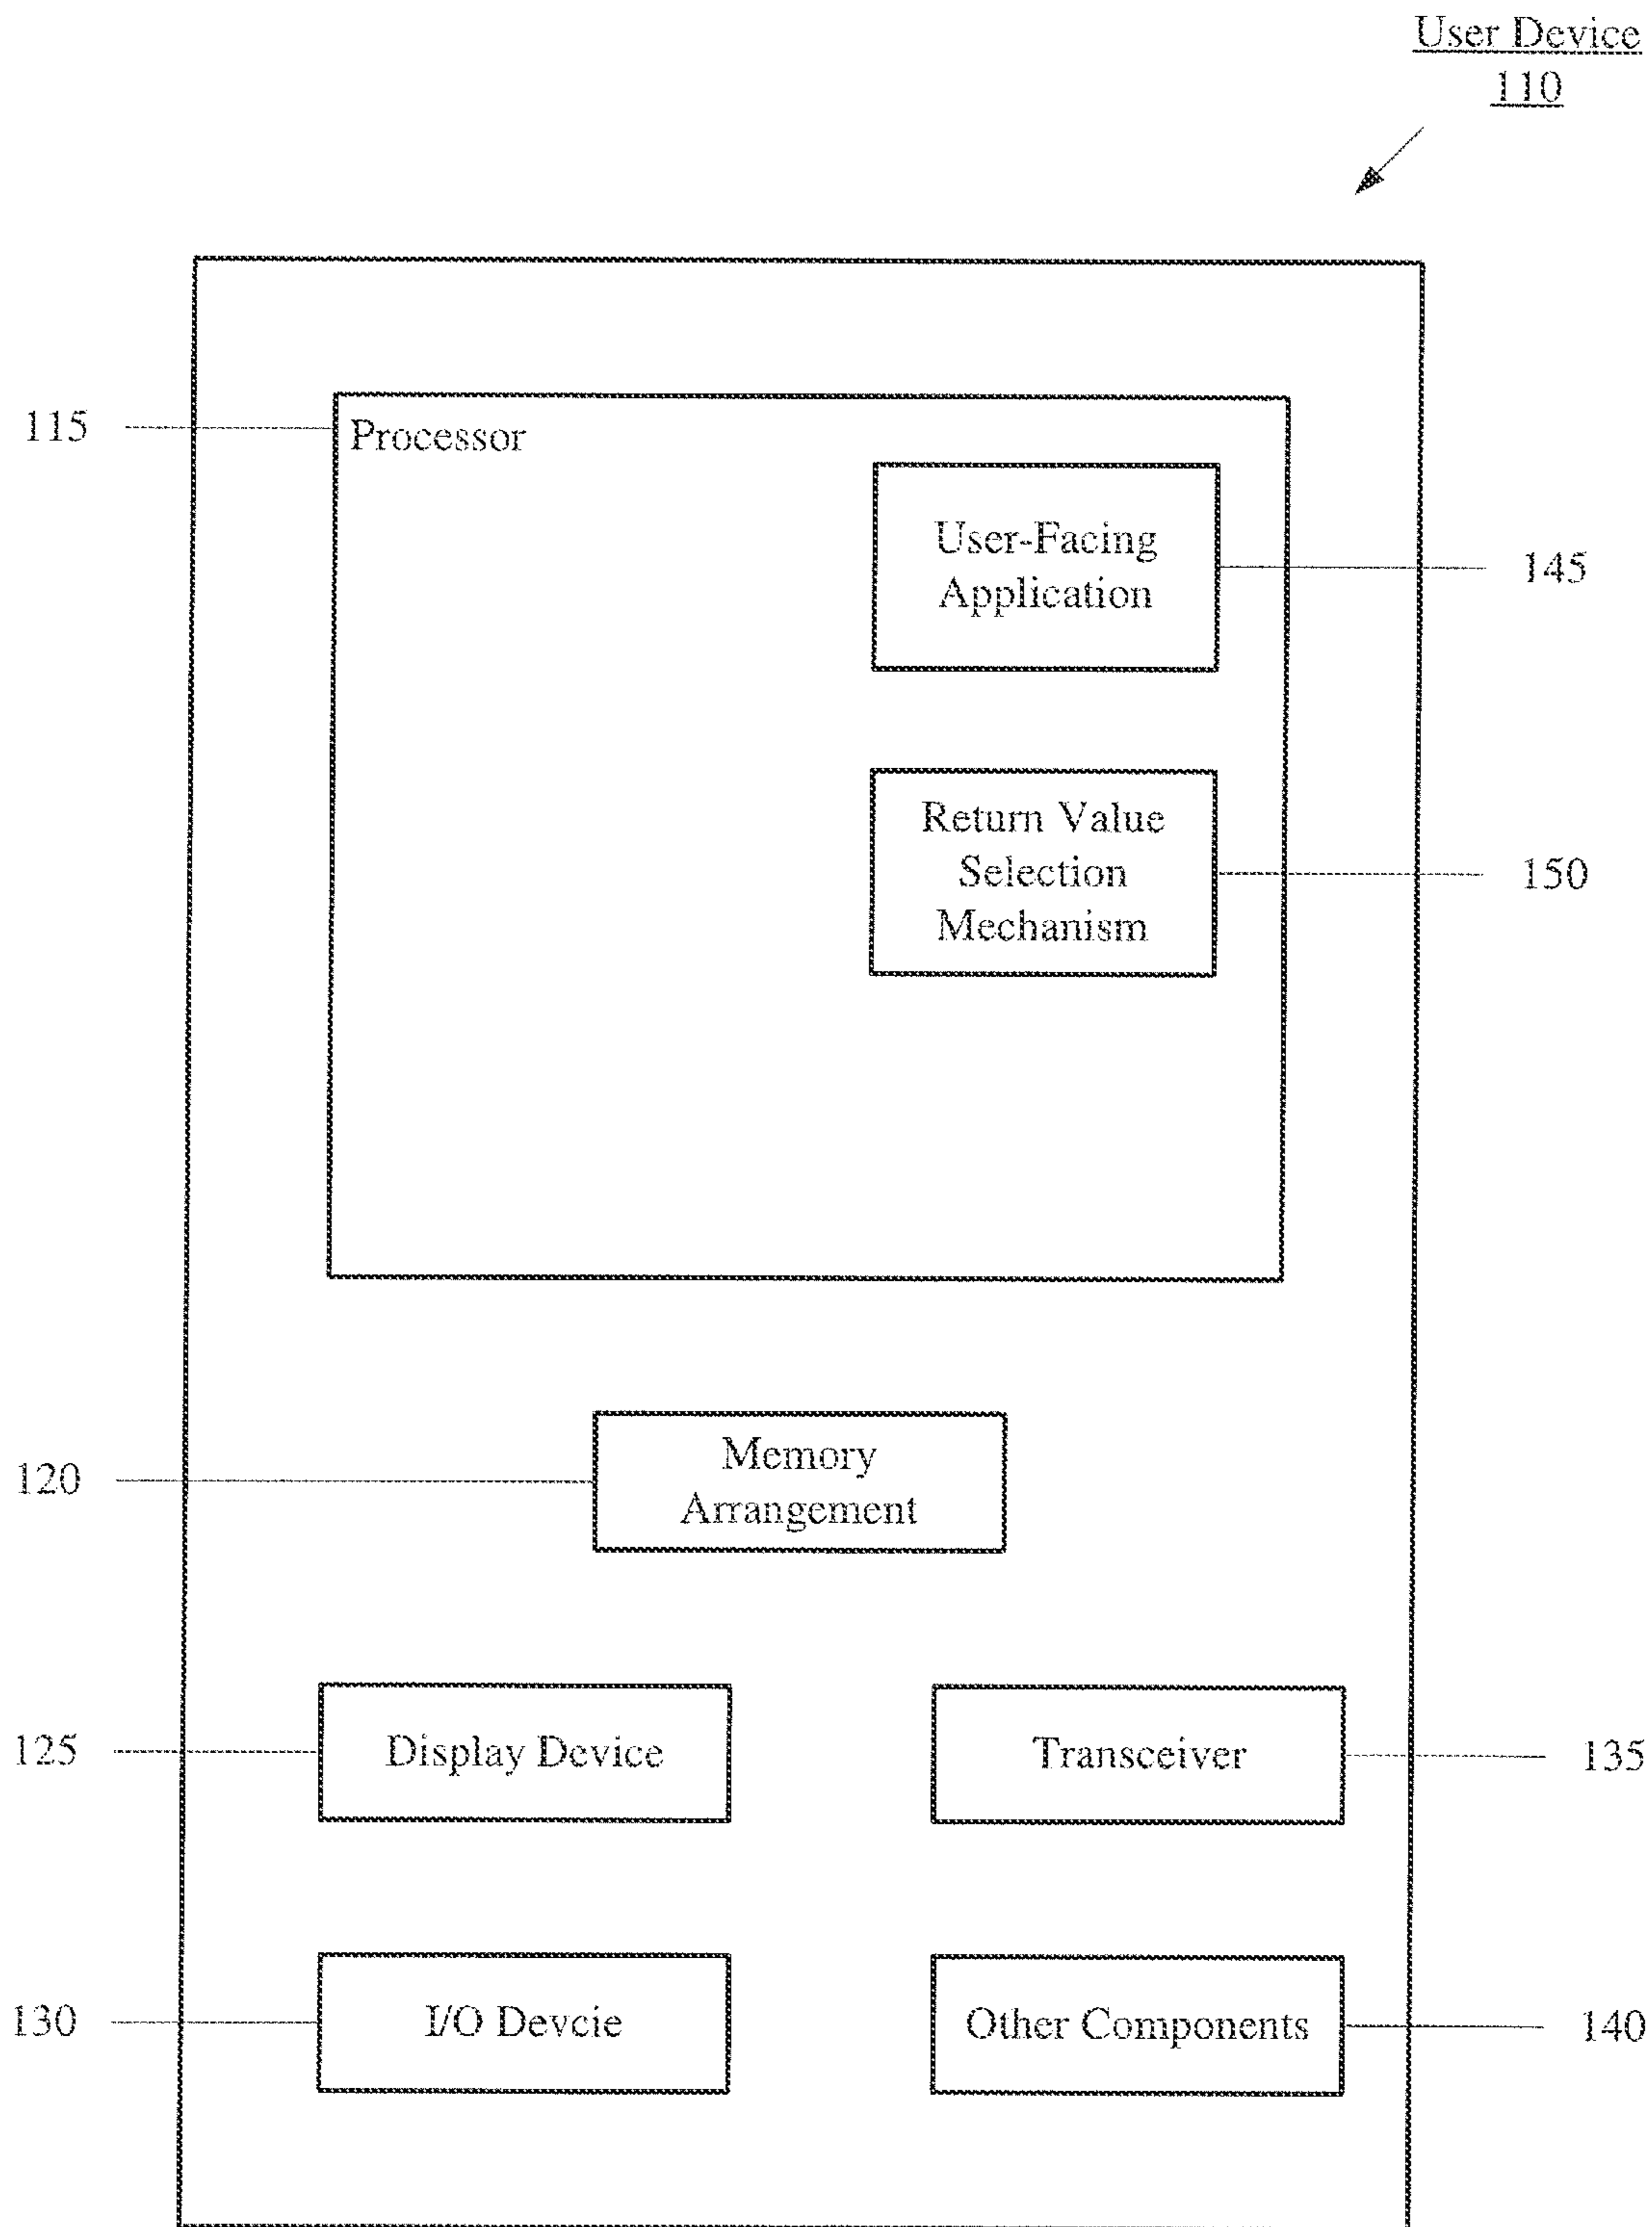 User Device
110
115
Processor
User-Facing
Application
145
Return Value
Selection
Mechanism
150
120
Memory
Arrangement
125
Display Device
Transceiver
135
130
I/O Devcie
Other Components
140